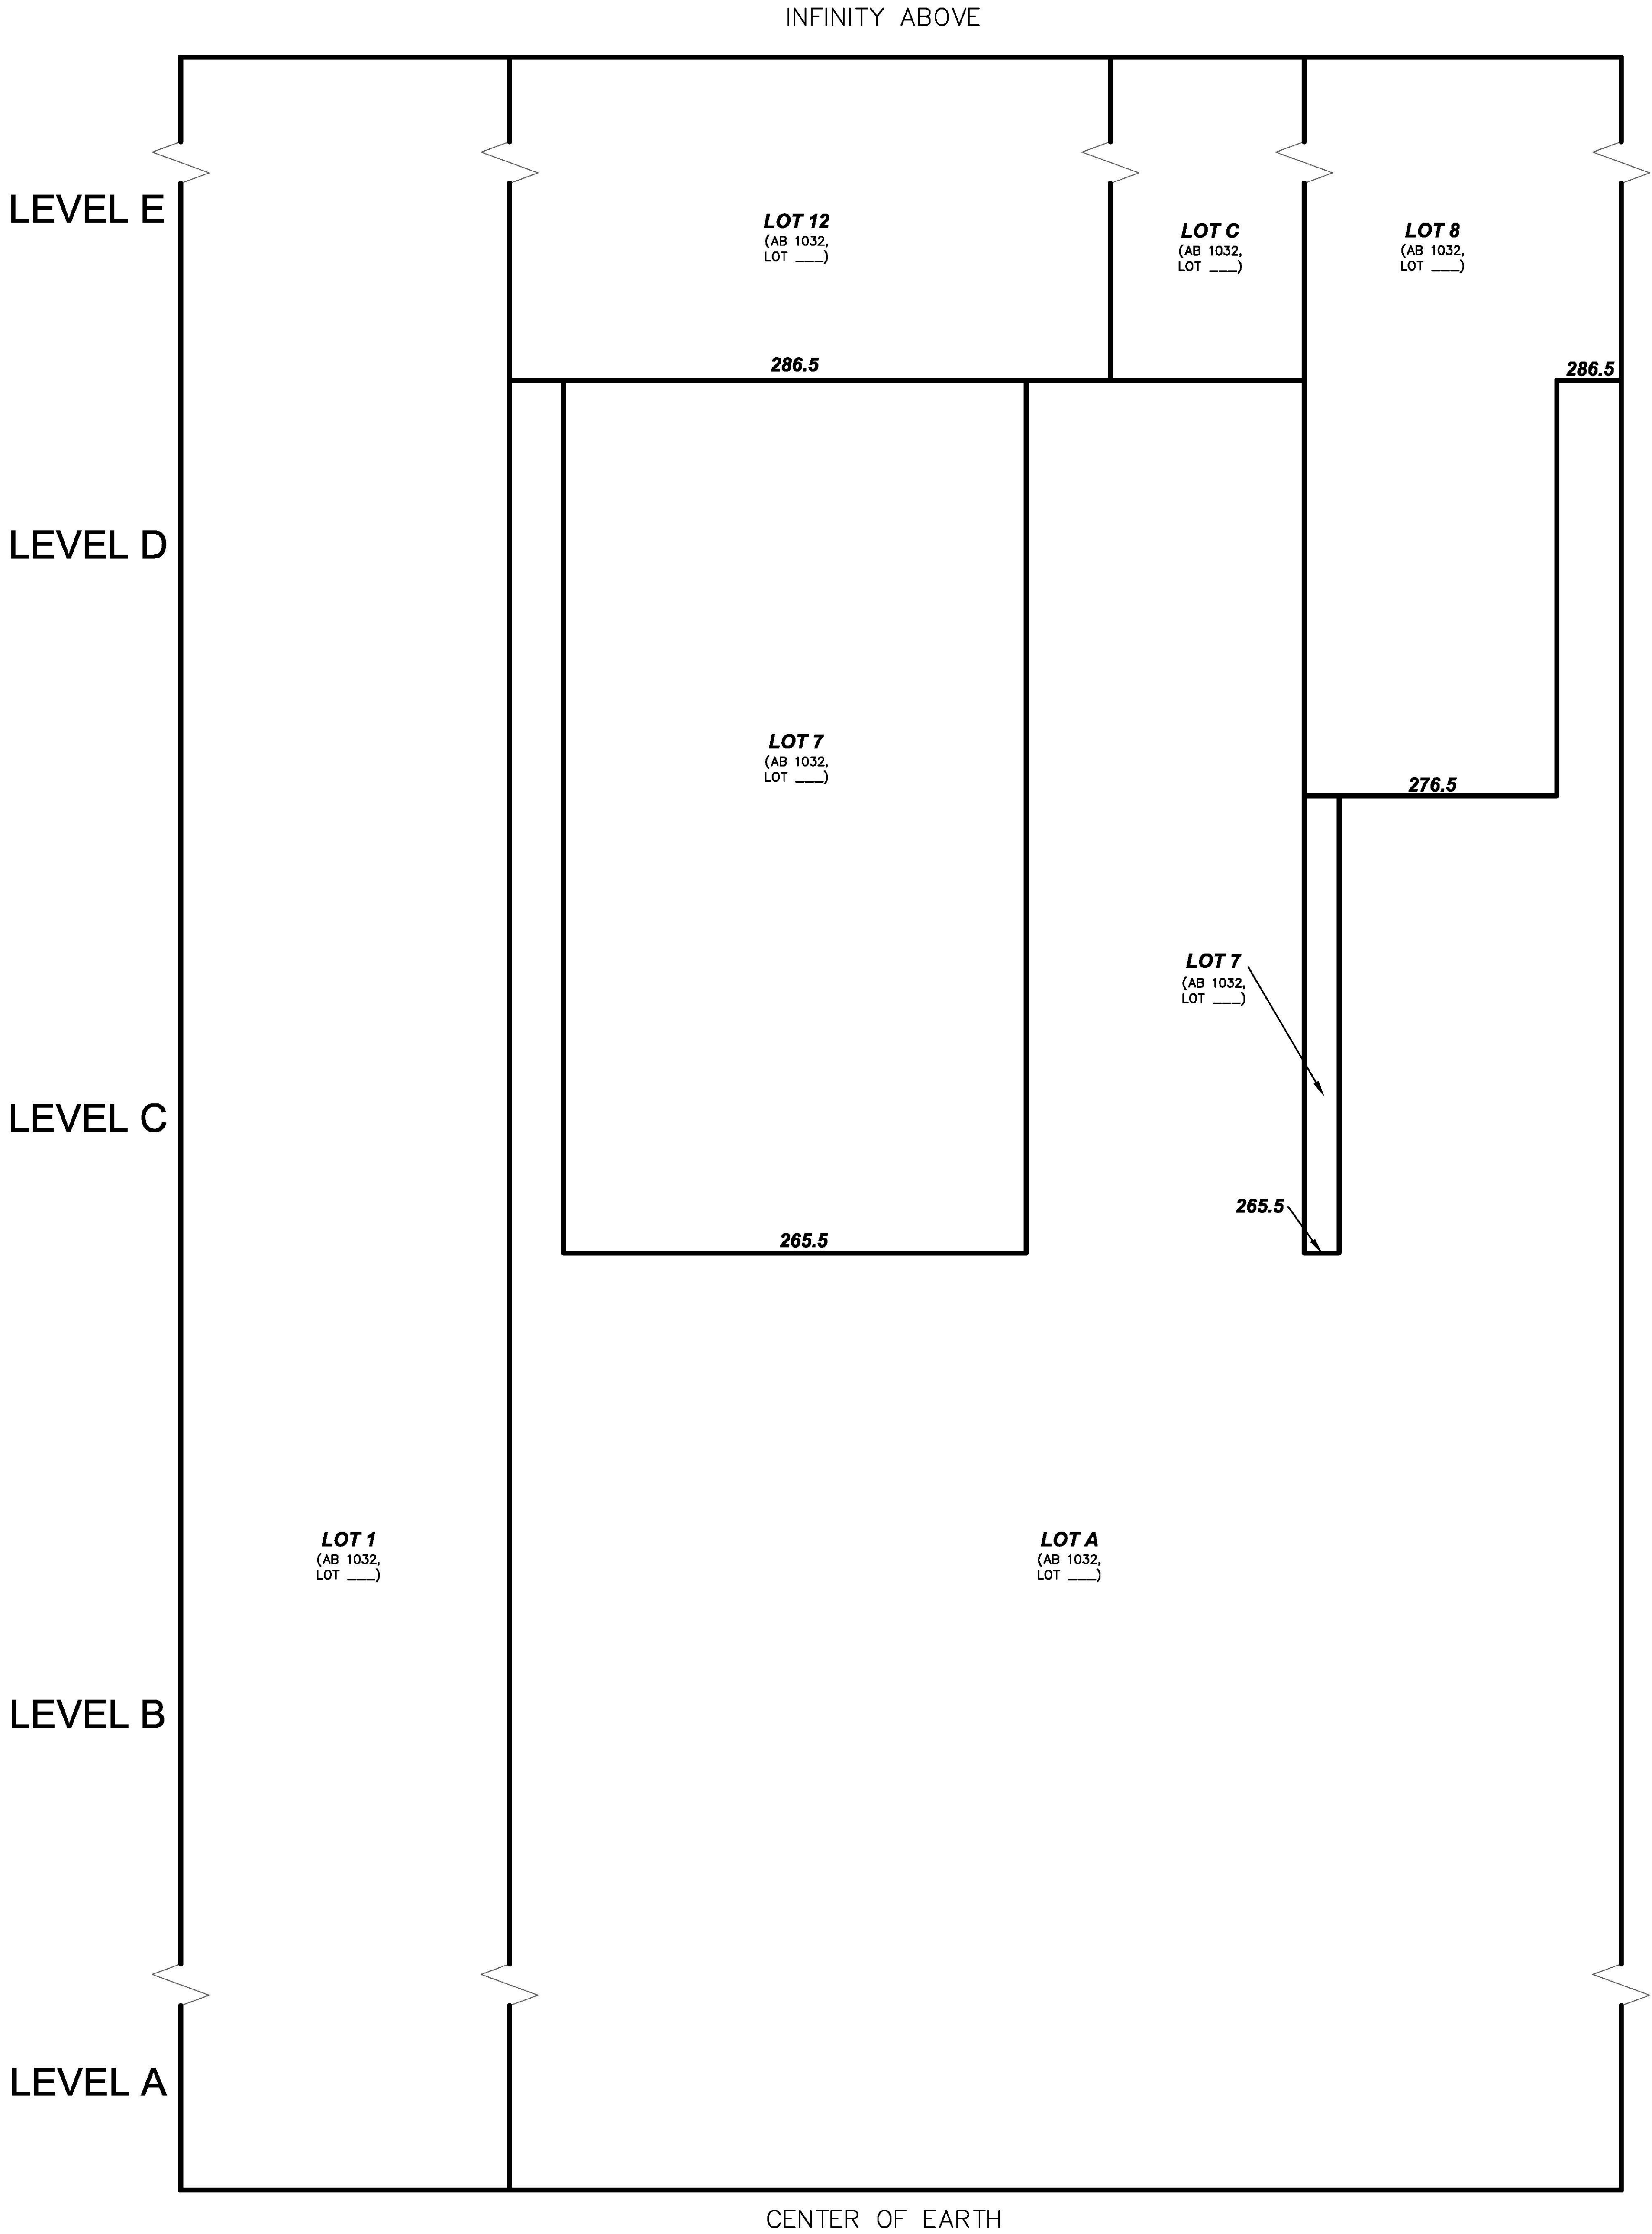 INFINITY ABOVE
LEVEL E
LOT 12
(AB 1032,
LOT ___)
LOT C
(AB 1032,
LOT ___)
LOT 8
(AB 1032,
LOT ___)
286.5
286.5
LEVEL D
LOT 7
(AB 1032,
LOT ___)
276.5
LOT 7
(AB 1032,
LOT ___)
LEVEL C
265.5
265.5
LOT 1
(AB 1032,
LOT ___)
LOT A
(AB 1032,
LOT ___)
LEVEL B
LEVEL A
CENTER OF EARTH